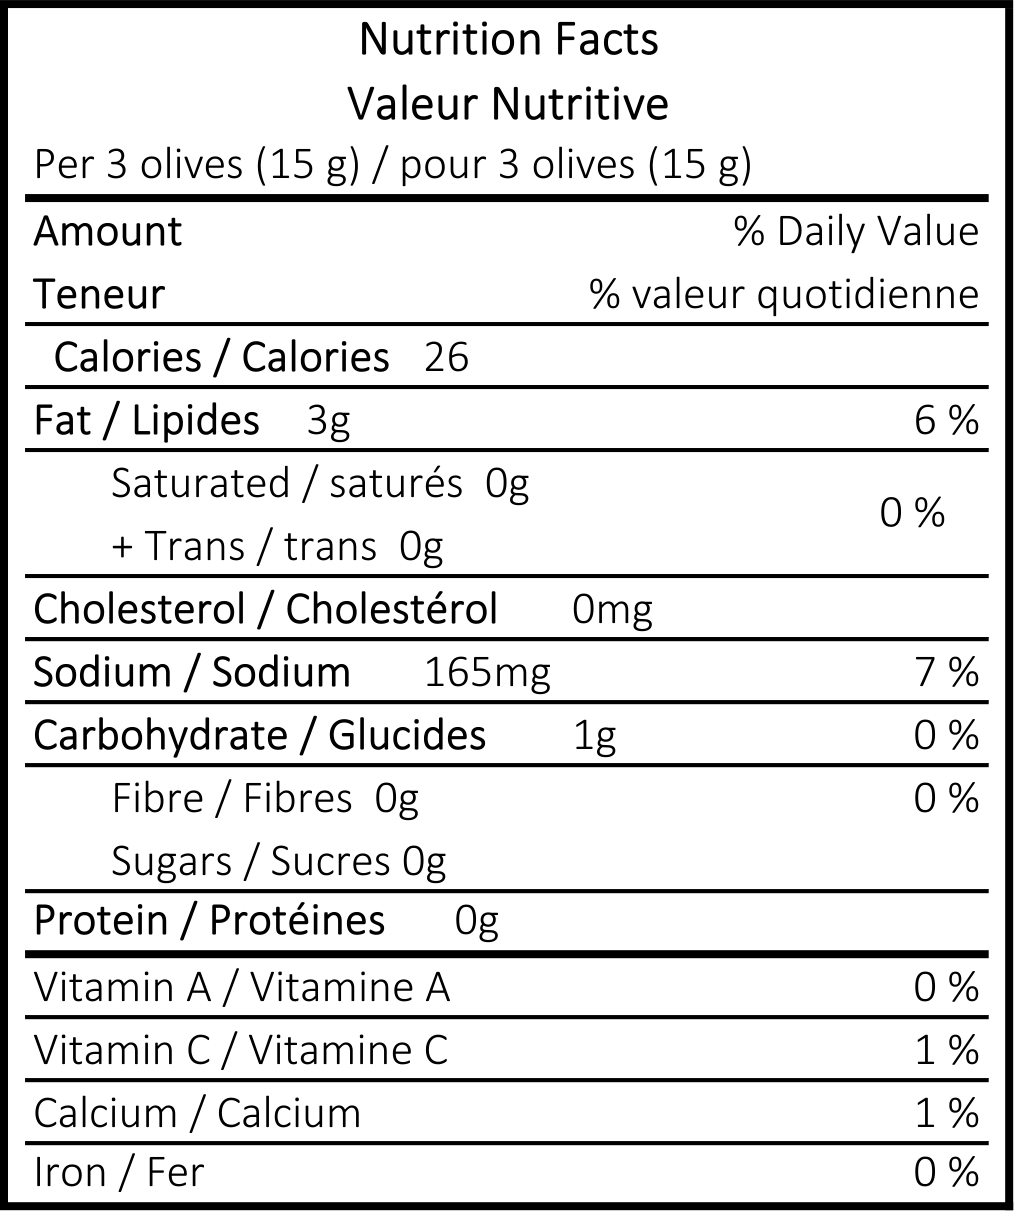 Nutrition Facts
Valeur Nutritive
Per 3 olives (15 g) / pour 3 olives (15 g)
Amount % Daily Value
Teneur % valeur quotidienne
Calories / Calories 26
Fat / Lipides 3g 6 %
Saturated / saturés 0g
0 %
+ Trans / trans 0g
Cholesterol / Cholestérol 0mg
Sodium / Sodium 165mg 7 %
Carbohydrate / Glucides 1g 0 %
Fibre / Fibres 0g 0 %
Sugars / Sucres 0g
Protein / Protéines 0g
Vitamin A / Vitamine A 0 %
Vitamin C / Vitamine C 1 %
Calcium / Calcium 1 %
Iron / Fer 0 %